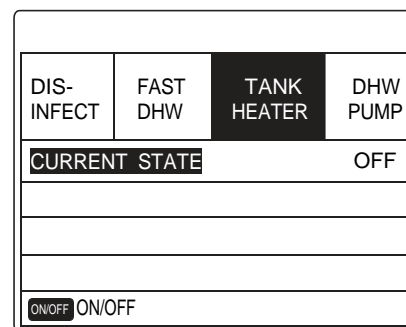 DIS-
INFECT
FAST
DHW
TANK
HEATER
DHW
PUMP
CURRENT STATE OFF
ON/OFF ON/OFF